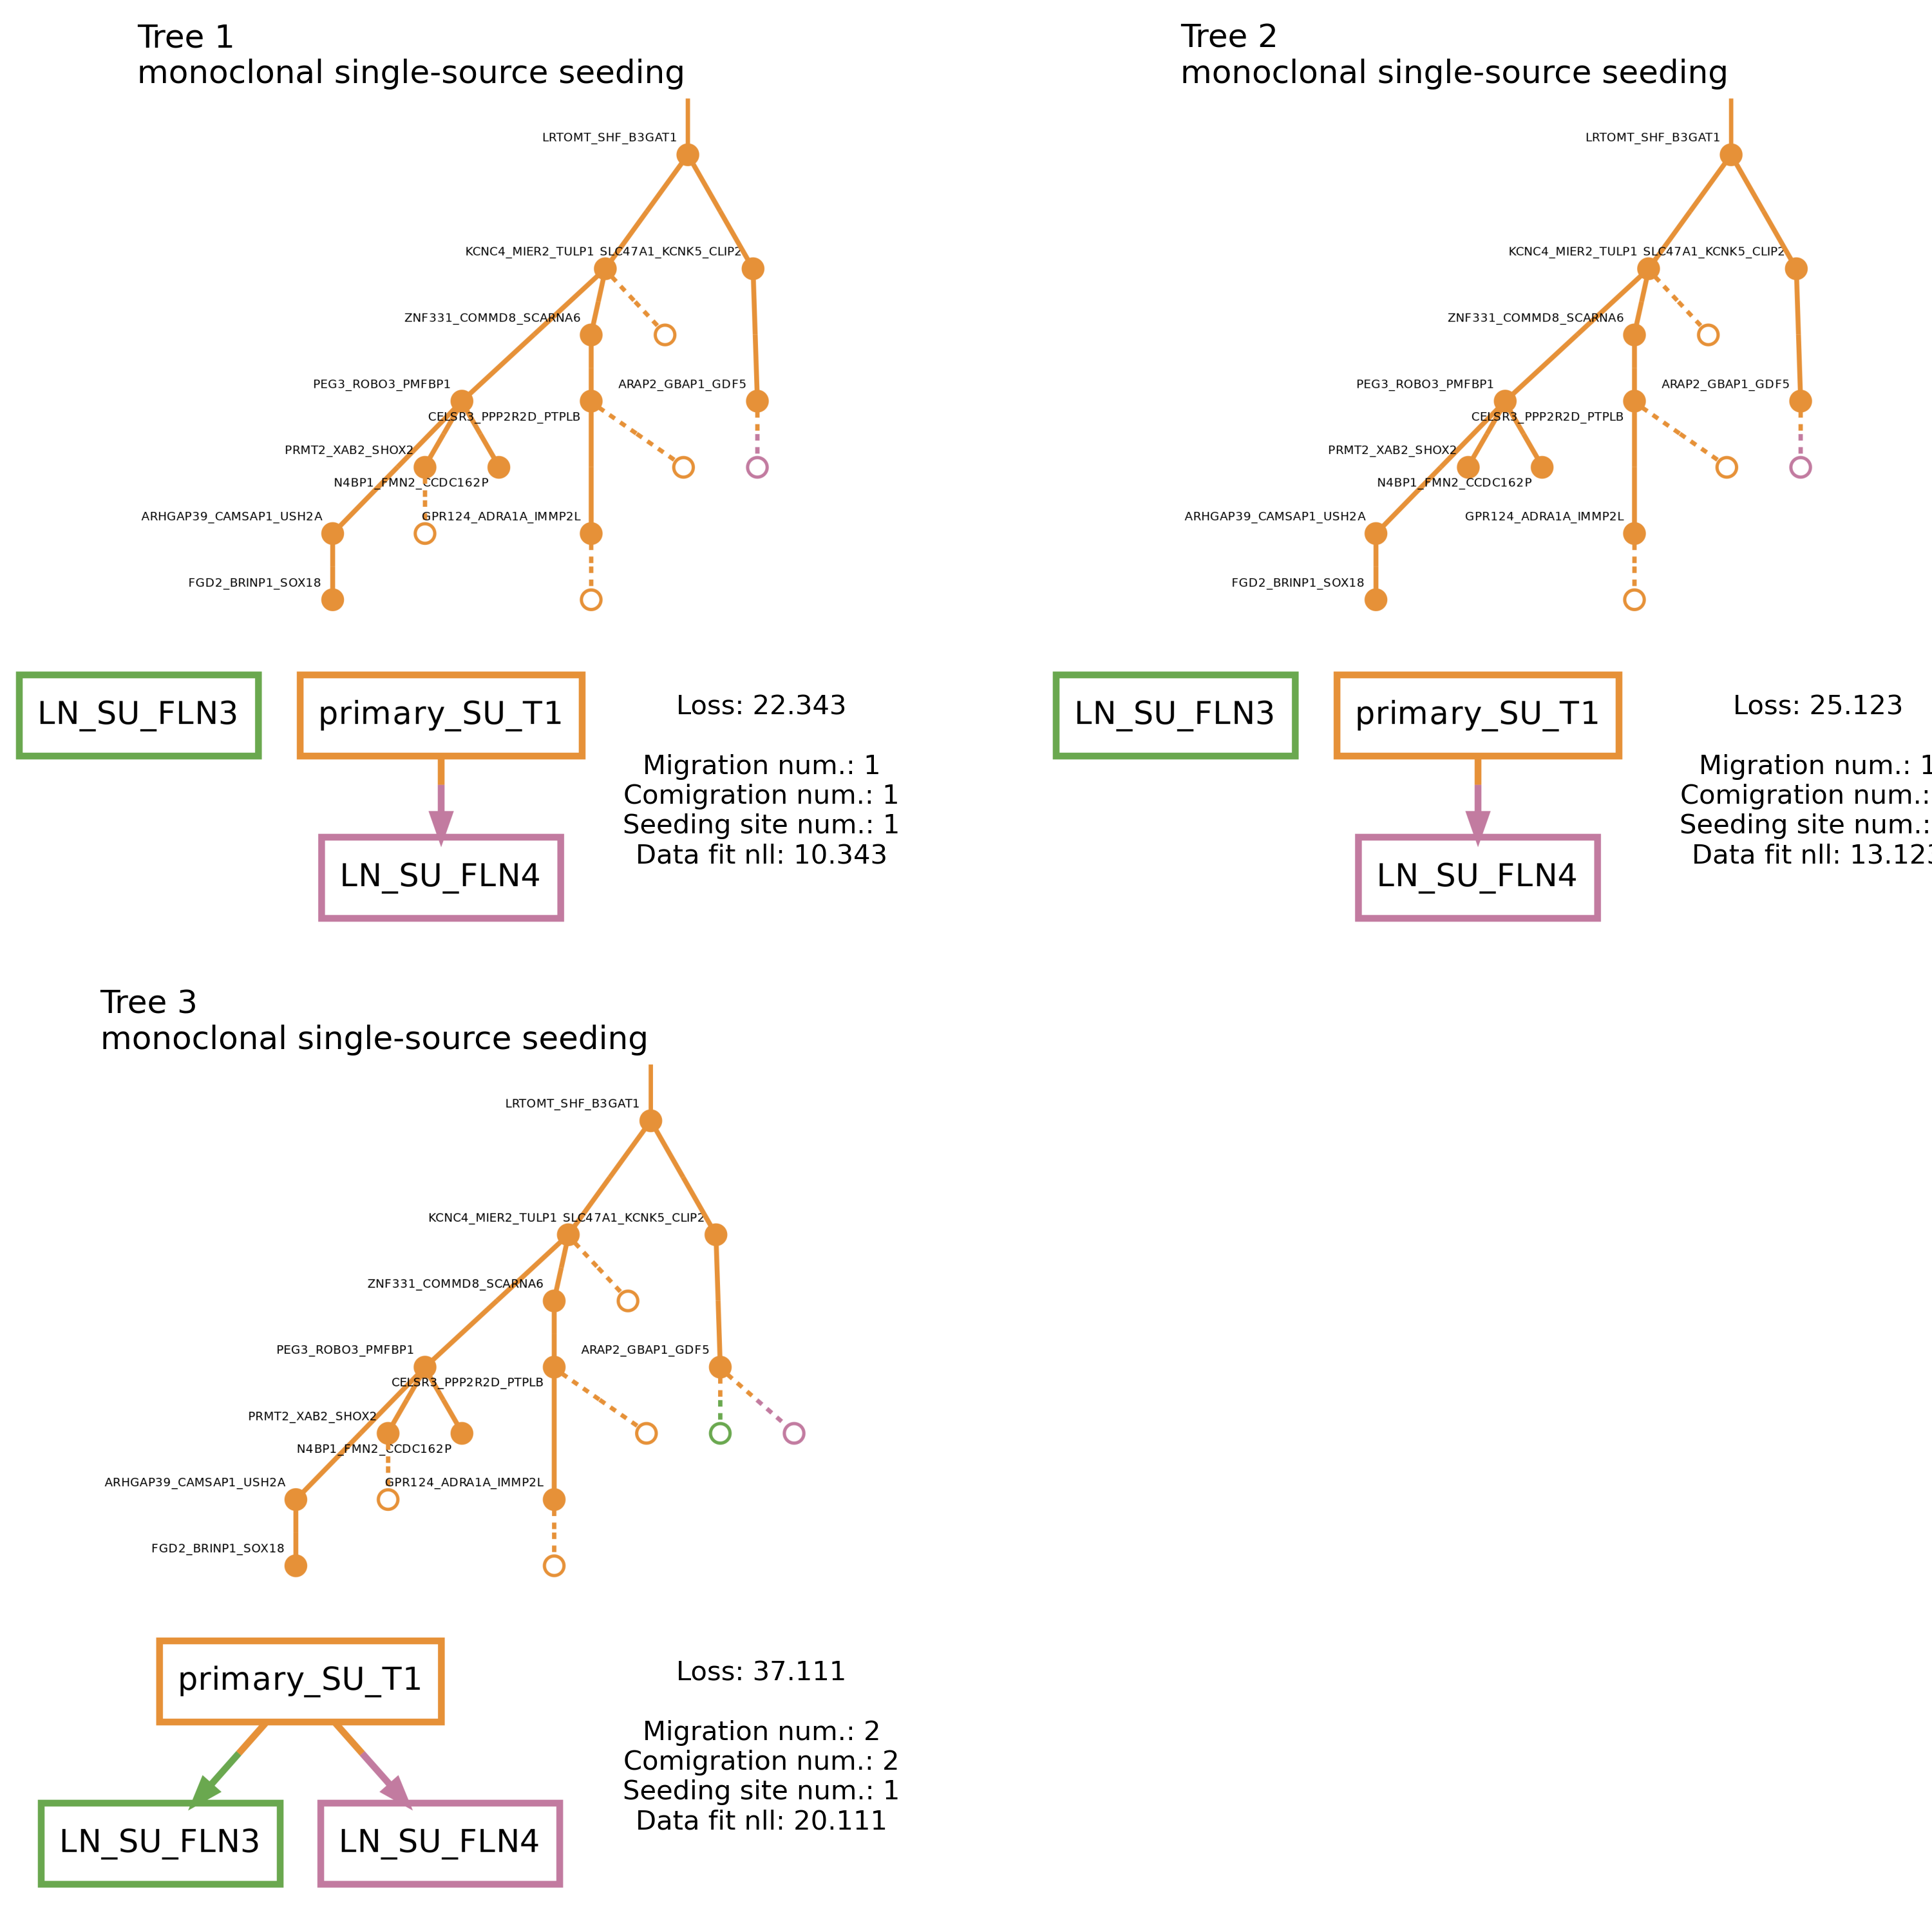 Tree 1
monoclonal single-source seeding
LRTOMT_SHF_B3GAT1
KCNC4_MIER2_TULP1
SLC47A1_KCNK5_CLIP2
ZNF331_COMMD8_SCARNA6
PEG3_ROBO3_PMFBP1
ARAP2_GBAP1_GDF5
CELSR3_PPP2R2D_PTPLB
PRMT2_XAB2_SHOX2
N4BP1_FMN2_CCDC162P
ARHGAP39_CAMSAP1_USH2A
GPR124_ADRA1A_IMMP2L
FGD2_BRINP1_SOX18
LN_SU_FLN3
primary_SU_T1
LN_SU_FLN4
Loss: 22.343
Migration num.: 1
Comigration num.: 1
Seeding site num.: 1
Data fit nll: 10.343
Tree 2
monoclonal single-source seeding
LRTOMT_SHF_B3GAT1
KCNC4_MIER2_TULP1
SLC47A1_KCNK5_CLIP2
ZNF331_COMMD8_SCARNA6
PEG3_ROBO3_PMFBP1
ARAP2_GBAP1_GDF5
CELSR3_PPP2R2D_PTPLB
PRMT2_XAB2_SHOX2
N4BP1_FMN2_CCDC162P
ARHGAP39_CAMSAP1_USH2A
GPR124_ADRA1A_IMMP2L
FGD2_BRINP1_SOX18
LN_SU_FLN3
primary_SU_T1
LN_SU_FLN4
Loss: 25.123
Migration num.: 1
Comigration num.:
Seeding site num.:
Data fit nll: 13.123
Tree 3
monoclonal single-source seeding
LRTOMT_SHF_B3GAT1
KCNC4_MIER2_TULP1
SLC47A1_KCNK5_CLIP2
ZNF331_COMMD8_SCARNA6
PEG3_ROBO3_PMFBP1
ARAP2_GBAP1_GDF5
CELSR3_PPP2R2D_PTPLB
PRMT2_XAB2_SHOX2
N4BP1_FMN2_CCDC162P
ARHGAP39_CAMSAP1_USH2A
GPR124_ADRA1A_IMMP2L
FGD2_BRINP1_SOX18
primary_SU_T1
LN_SU_FLN3
LN_SU_FLN4
Loss: 37.111
Migration num.: 2
Comigration num.: 2
Seeding site num.: 1
Data fit nll: 20.111